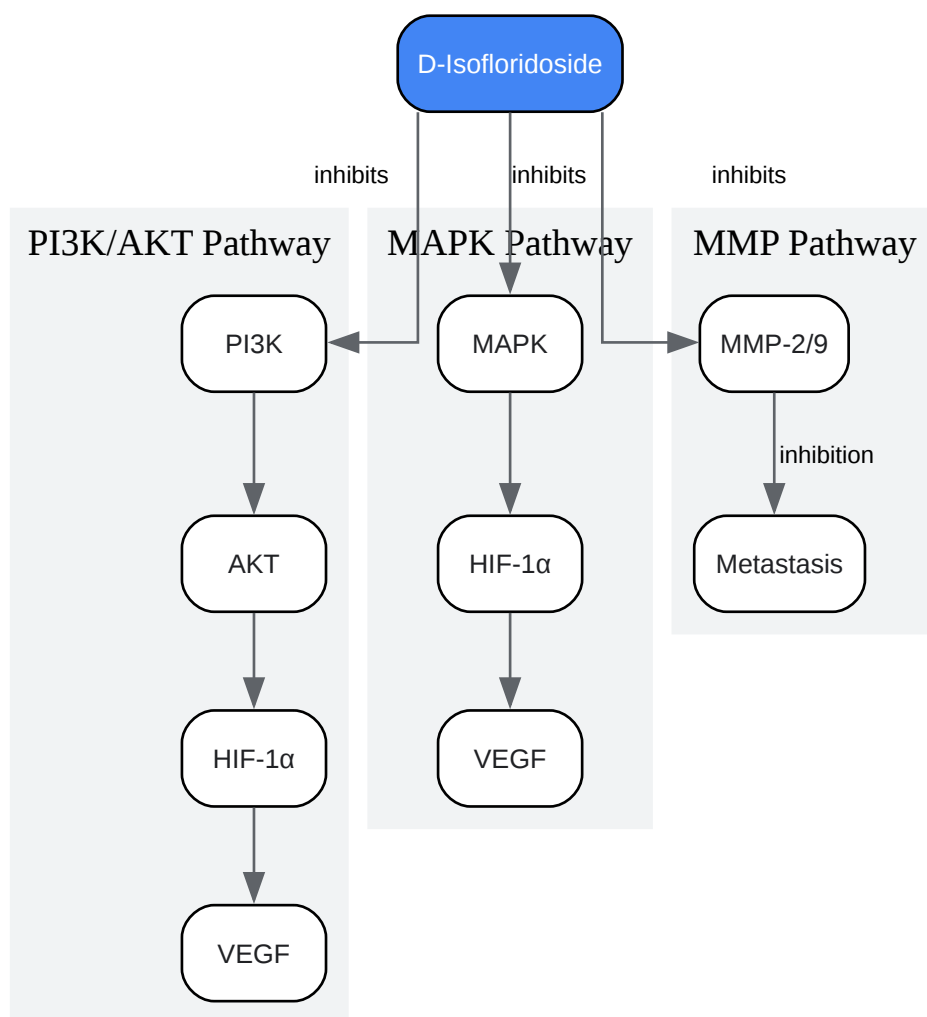 D-Isofloridoside
inhibits
inhibits
inhibits
PI3K/AKT Pathway
MAPK Pathway
MMP Pathway
PI3K
MAPK
MMP-2/9
inhibition
AKT
HIF-1α
Metastasis
HIF-1α
VEGF
VEGF